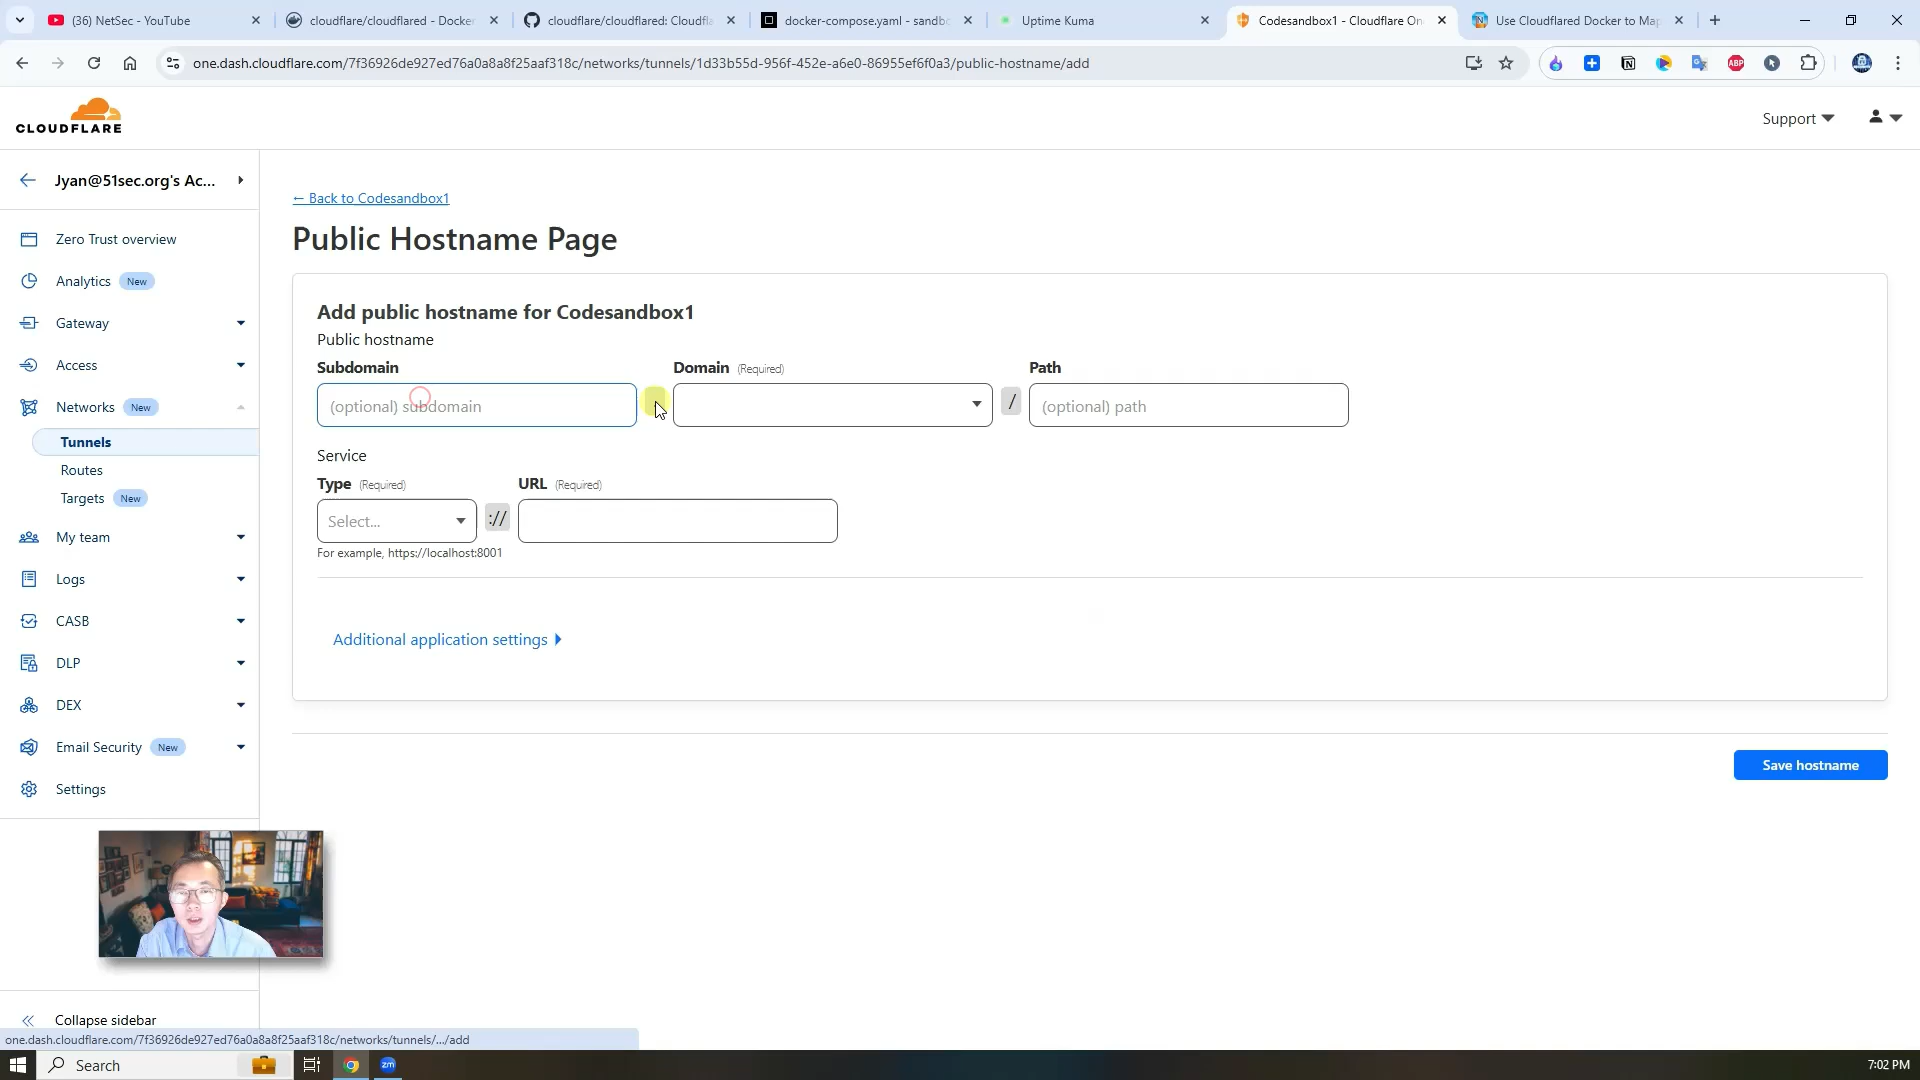 (36) NetSec - YouTube
cloudflare/cloudflared - Docke
cloudflare/cloudflared: Cloudfla
docker-compose.yaml - sandbo
Uptime Kuma
Codesandbox1 - Cloudflare On
Use Cloudflared Docker to Map
one.dash.cloudflare.com/7f36926de927ed76a0a8a8f25aaf318c/networks/tunnels/1d33b55d-956f-452e-a6e0-86955ef6f0a3/public-hostname/add
ABP
CLOUDFLARE
Support
Jyan@51sec.org's Ac...
Zero Trust overview
Analytics New
Gateway
Access
Networks New
Tunnels
Routes
Targets New
My team
Logs
CASB
DLP
DEX
Email Security New
Settings
Collapse sidebar
← Back to Codesandbox1
Public Hostname Page
Add public hostname for Codesandbox1
Public hostname
Subdomain
Domain (Required)
Path
(optional) subdomain
/
(optional) path
Service
Type (Required)
URL (Required)
Select...
://
For example, https://localhost:8001
Additional application settings
Save hostname
one.dash.cloudflare.com/7f36926de927ed76a0a8a8f25aaf318c/networks/tunnels/.../add
Search
zm
7:02 PM